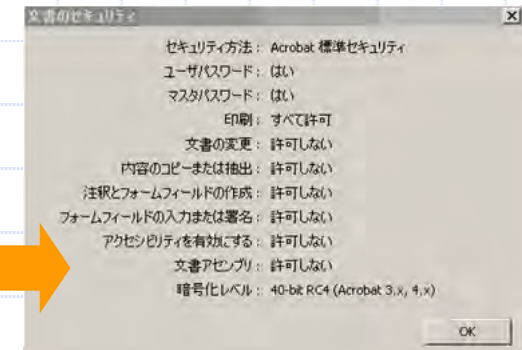 文書のセキュリティ
セキュリティ方法： Acrobat 標準セキュリティ
ユーザパスワード： はい
マスタパスワード： はい
印刷： すべて許可
文書の変更： 許可しない
内容のコピーまたは抽出： 許可しない
注釈とフォームフィールドの作成： 許可しない
フォームフィールドの入力または署名： 許可しない
アクセシビリティを有効にする： 許可しない
文書アセンブリ： 許可しない
暗号化レベル： 40-bit RC4 (Acrobat 3.x, 4.x)
OK